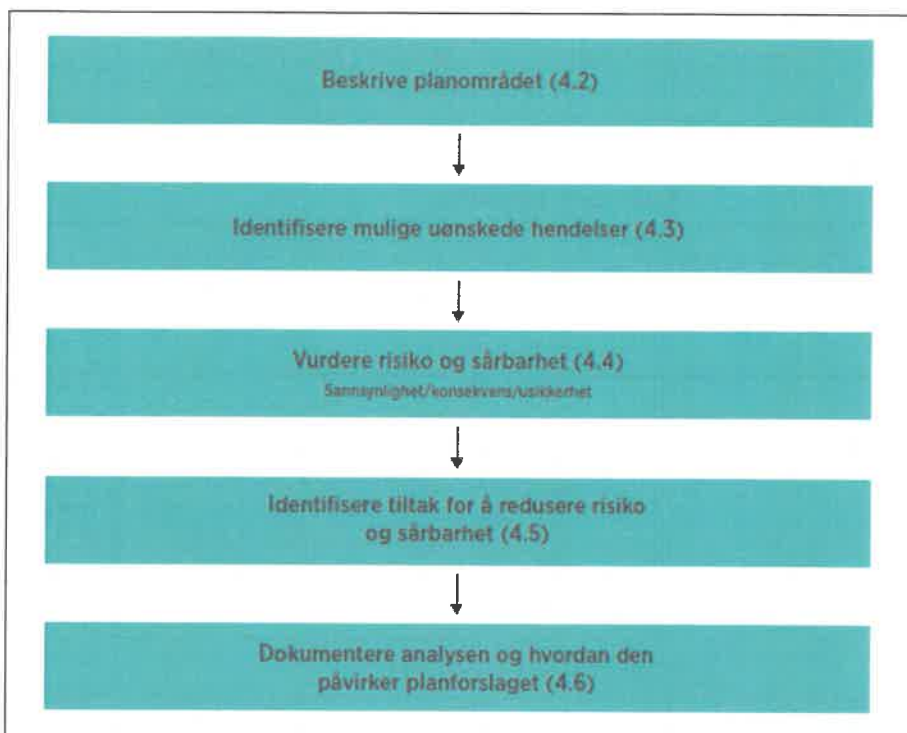 Beskrive planområdet (4.2)
Identifisere mulige uønskede hendelser (4.3)
Vurdere risiko og sårbarhet (4.4)
Sannsynlighet/konsekvens/usikkerhet
Identifisere tiltak for å redusere risiko
og sårbarhet (4.5)
Dokumentere analysen og hvordan den
påvirker planforslaget (4.6)